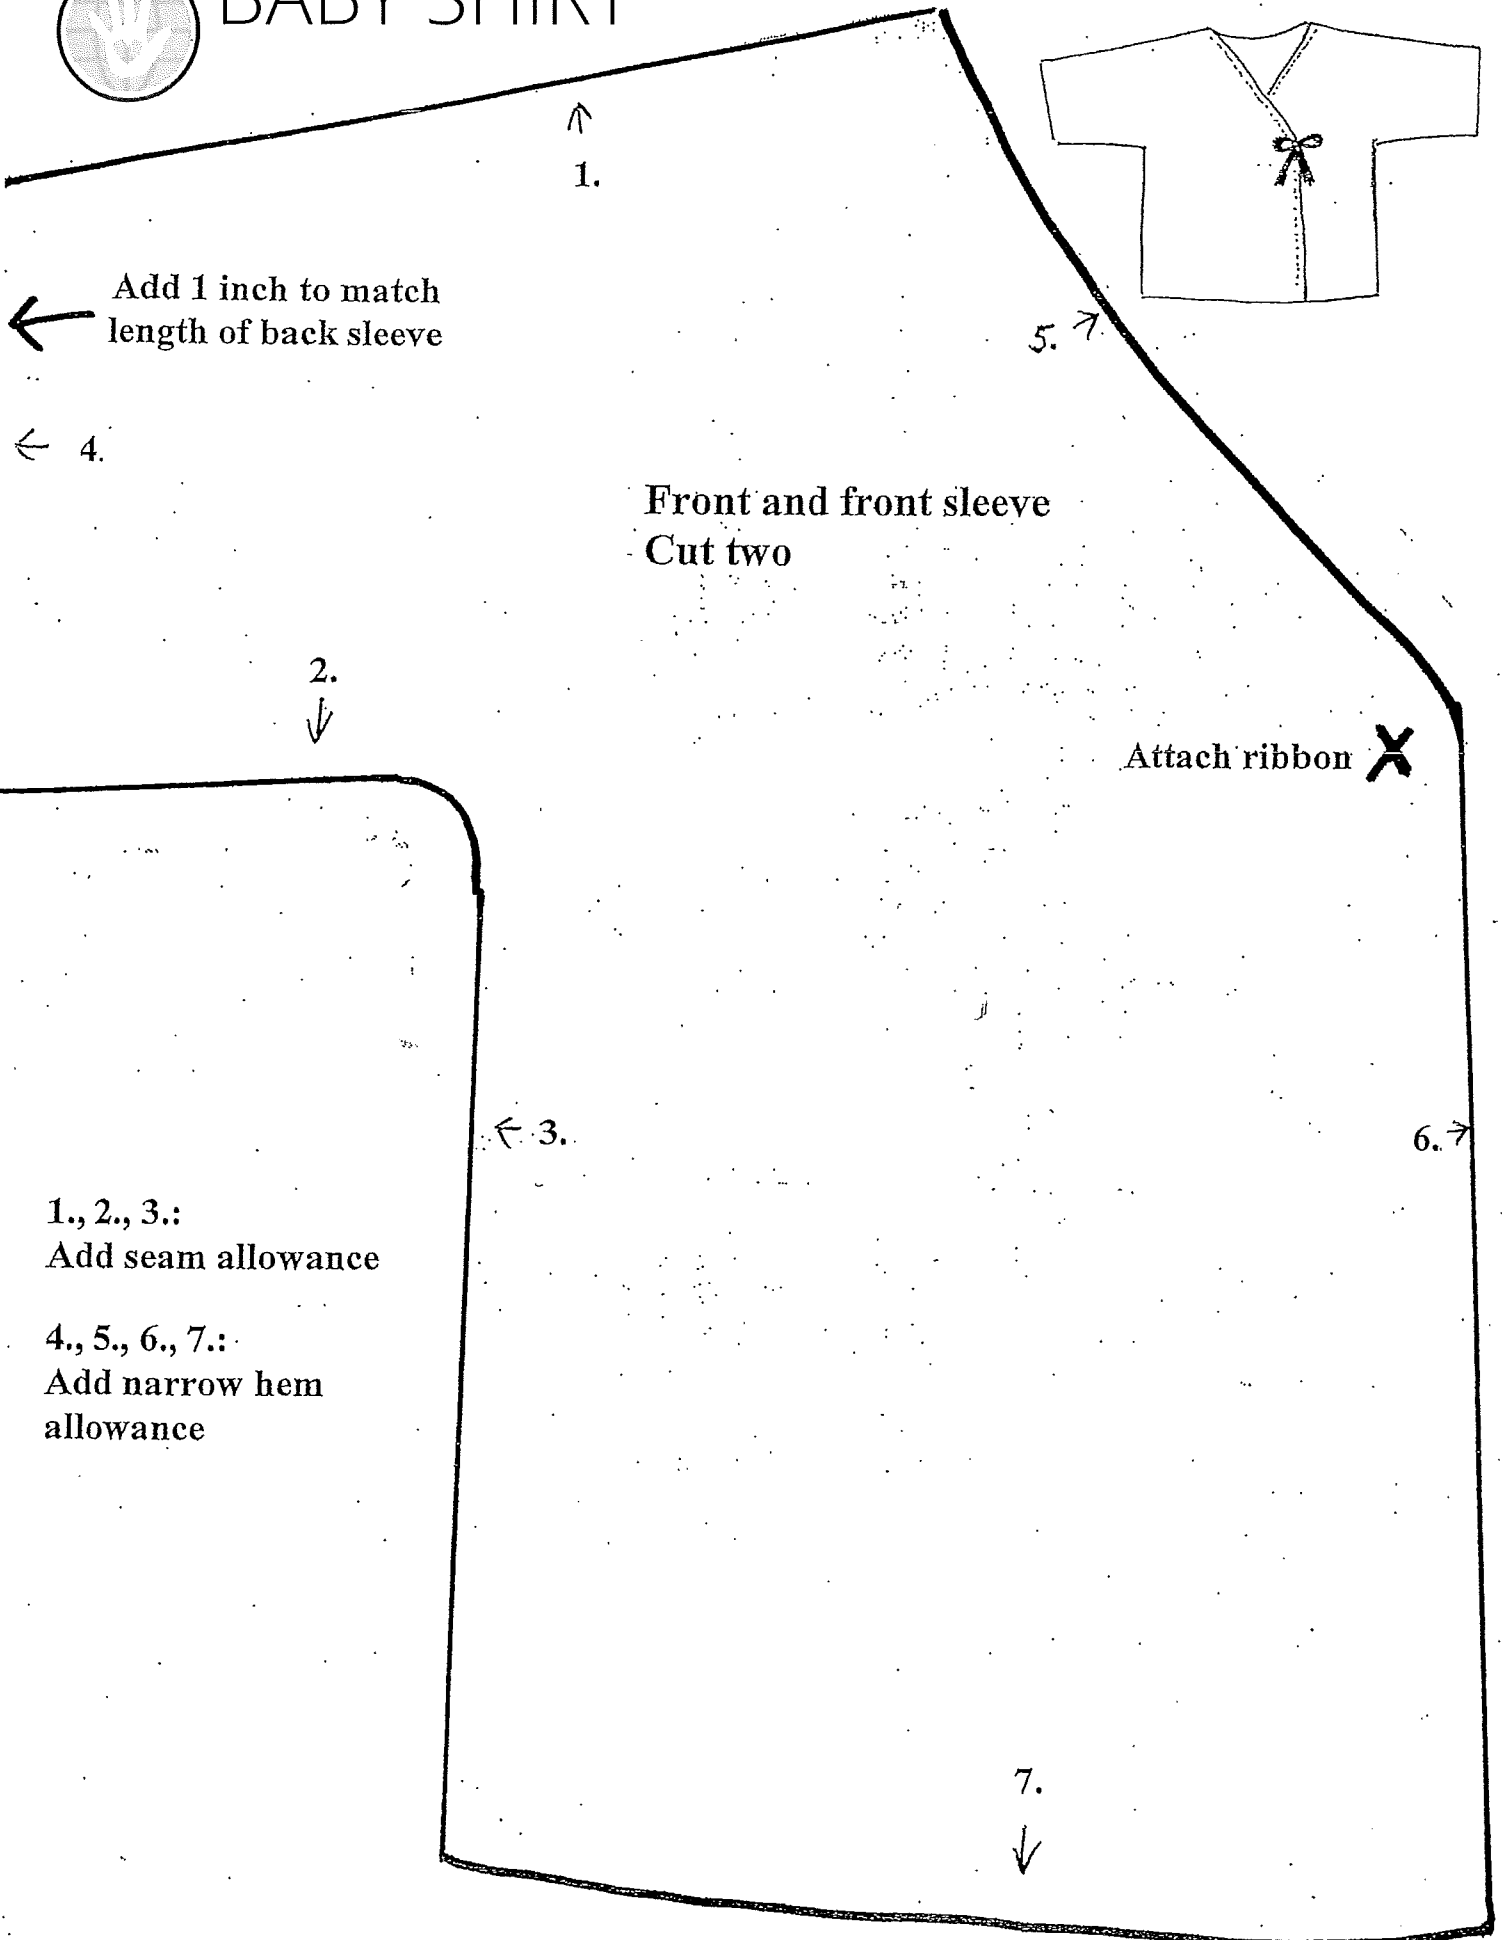 BABY SHIRT
1.
Add 1 inch to match
length of back sleeve
5.
4.
Front and front sleeve
Cut two
2.
Attach ribbon X
3.
6.
1., 2., 3.:
Add seam allowance
4., 5., 6., 7.:
Add narrow hem
allowance
7.